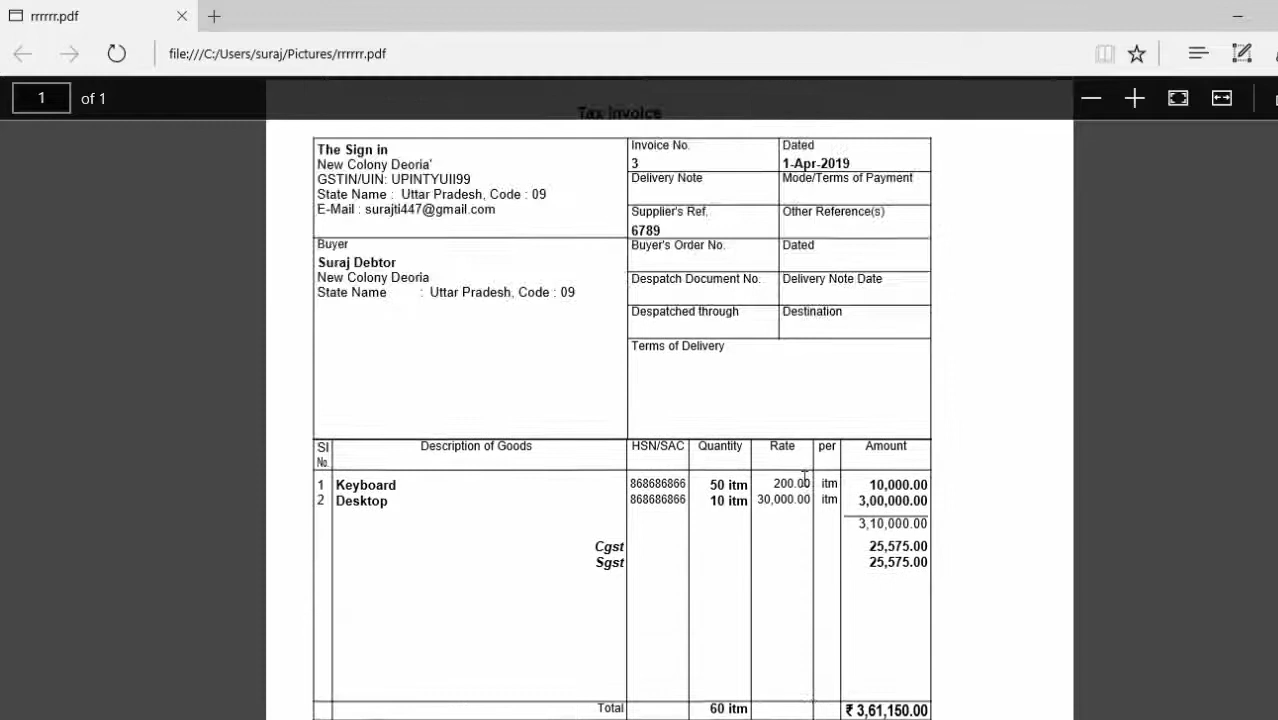 rrrrrr.pdf
file:///C:/Users/suraj/Pictures/rrrrrr.pdf
1 of 1
Tax Invoice
The Sign in
New Colony Deoria'
GSTIN/UIN: UPINTYUII99
State Name : Uttar Pradesh, Code : 09
E-Mail : surajti447@gmail.com
Invoice No.
3
Dated
1-Apr-2019
Delivery Note
Mode/Terms of Payment
Supplier's Ref.
6789
Other Reference(s)
Buyer
Suraj Debtor
New Colony Deoria
State Name : Uttar Pradesh, Code : 09
Buyer's Order No.
Dated
Despatch Document No.
Delivery Note Date
Despatched through
Destination
Terms of Delivery
Sl No. Description of Goods HSN/SAC Quantity Rate per Amount
1 Keyboard 868686866 50 itm 200.00 itm 10,000.00
2 Desktop 868686866 10 itm 30,000.00 itm 3,00,000.00
3,10,000.00
Cgst 25,575.00
Sgst 25,575.00
Total 60 itm ₹ 3,61,150.00